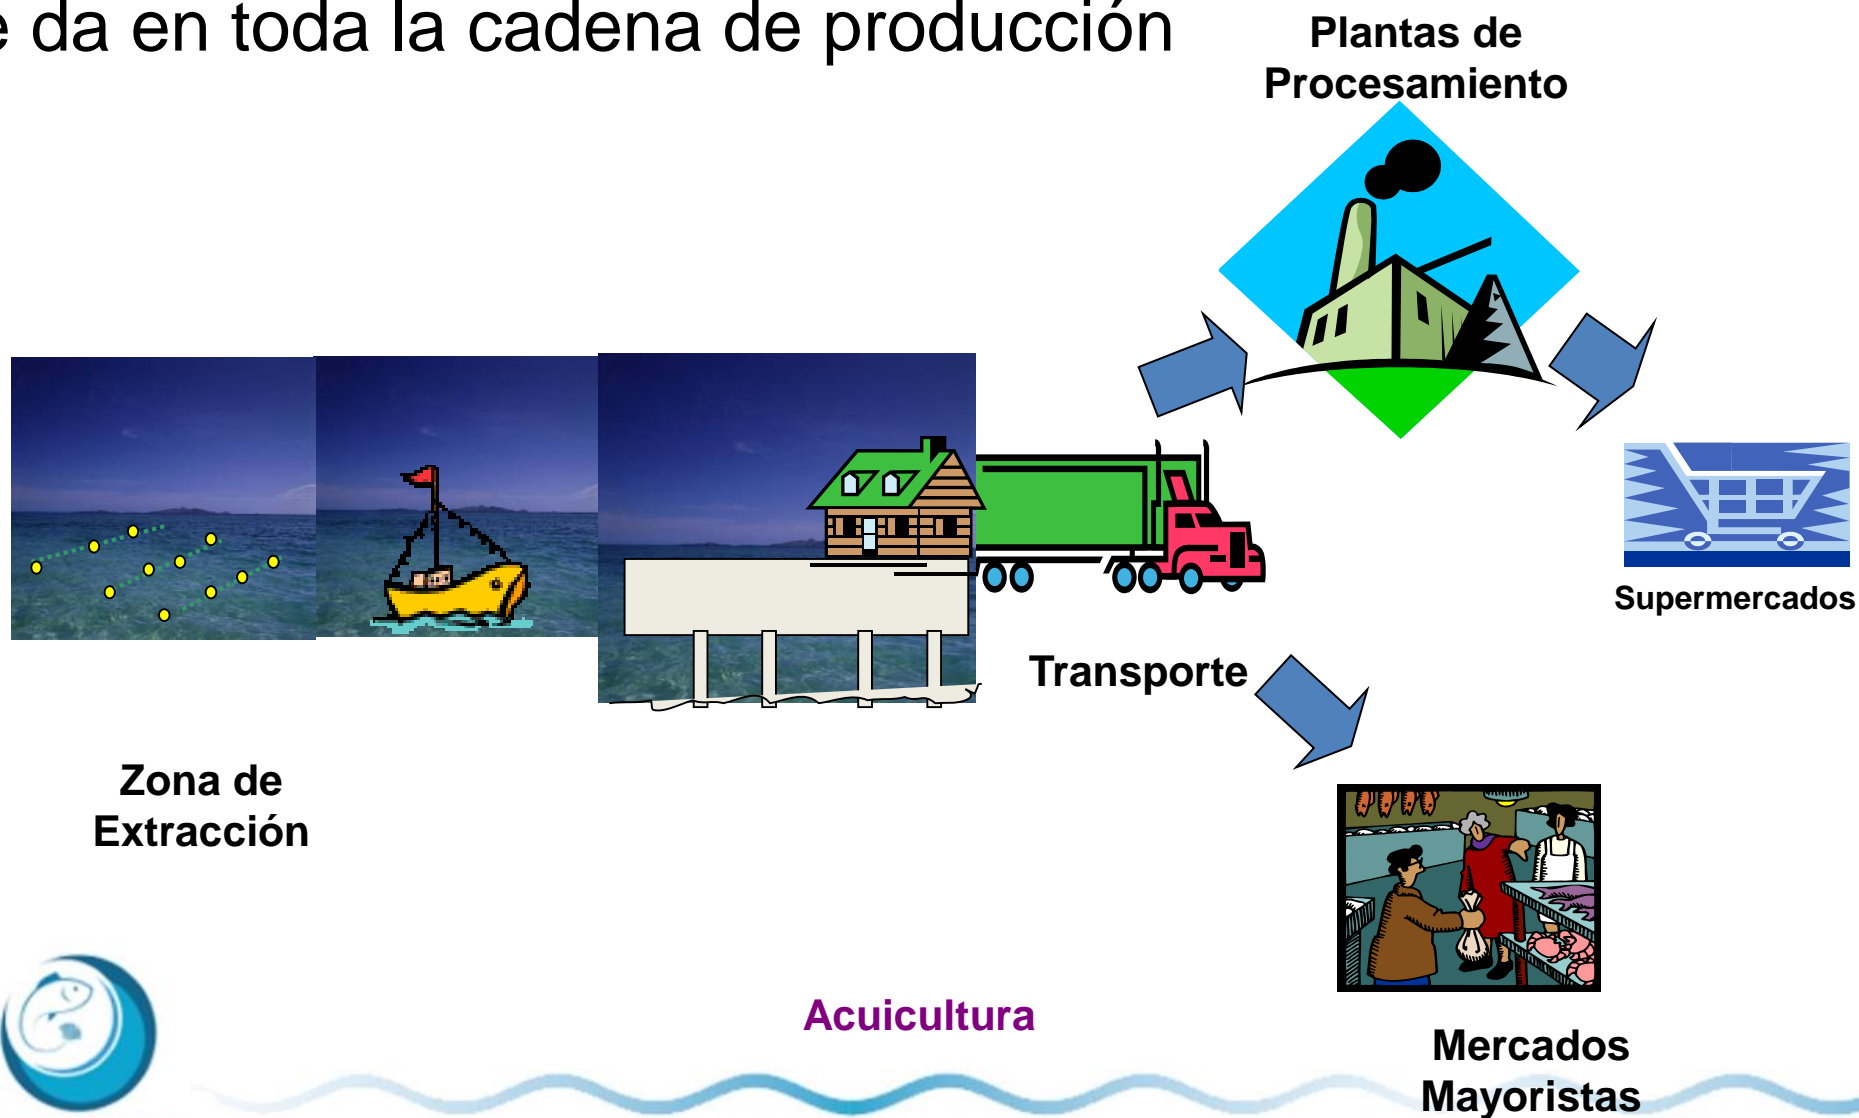 e da en toda la cadena de producción
Plantas de
Procesamiento
Supermercados
Transporte
Zona de
Extracción
Acuicultura
Mercados
Mayoristas